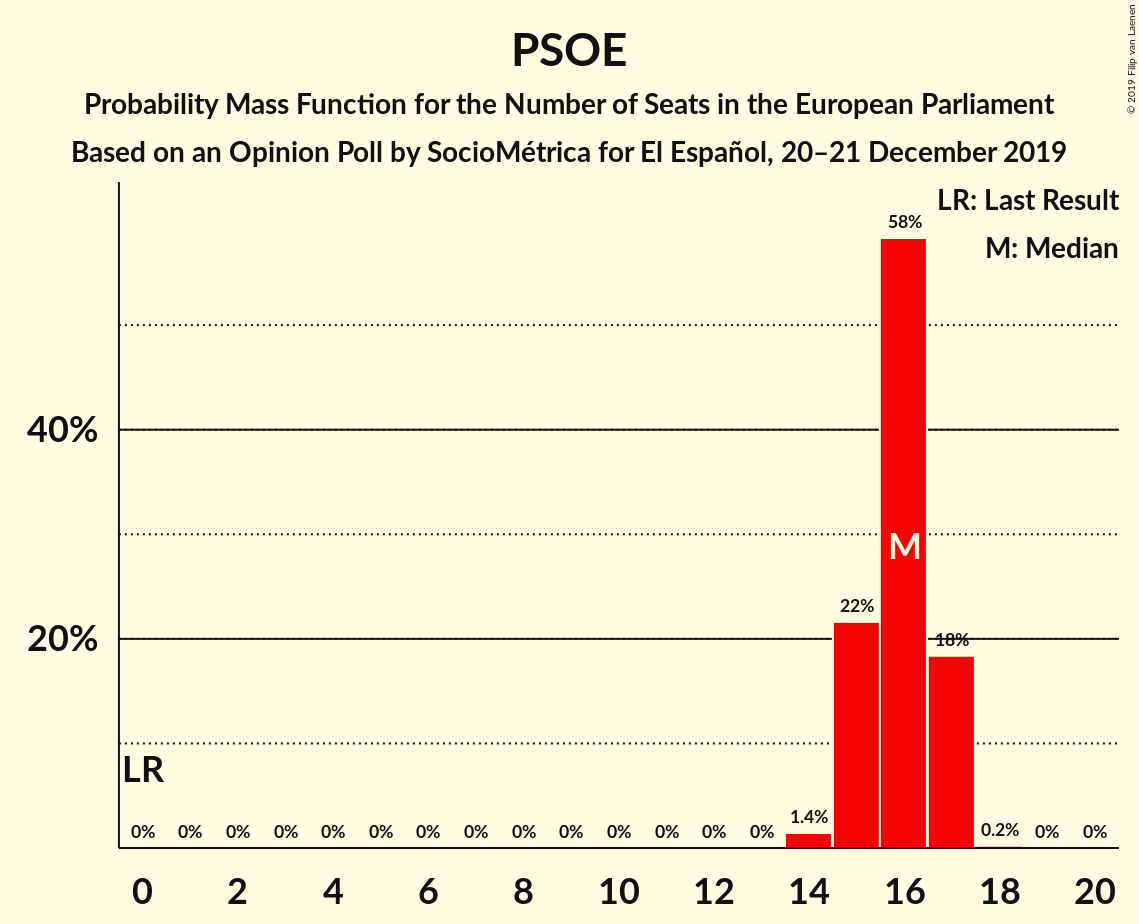 PSOE
Probability Mass Function for the Number of Seats in the European Parliament
Based on an Opinion Poll by SocioMétrica for El Español, 20–21 December 2019
© 2019 Filip van Laenen
LR: Last Result
M: Median
58%
40%
M
22%
20%
18%
LR
0% 0% 0% 0% 0% 0% 0% 0% 0% 0% 0% 0% 0% 0% 1.4% 0.2% 0% 0%
0 2 4 6 8 10 12 14 16 18 20